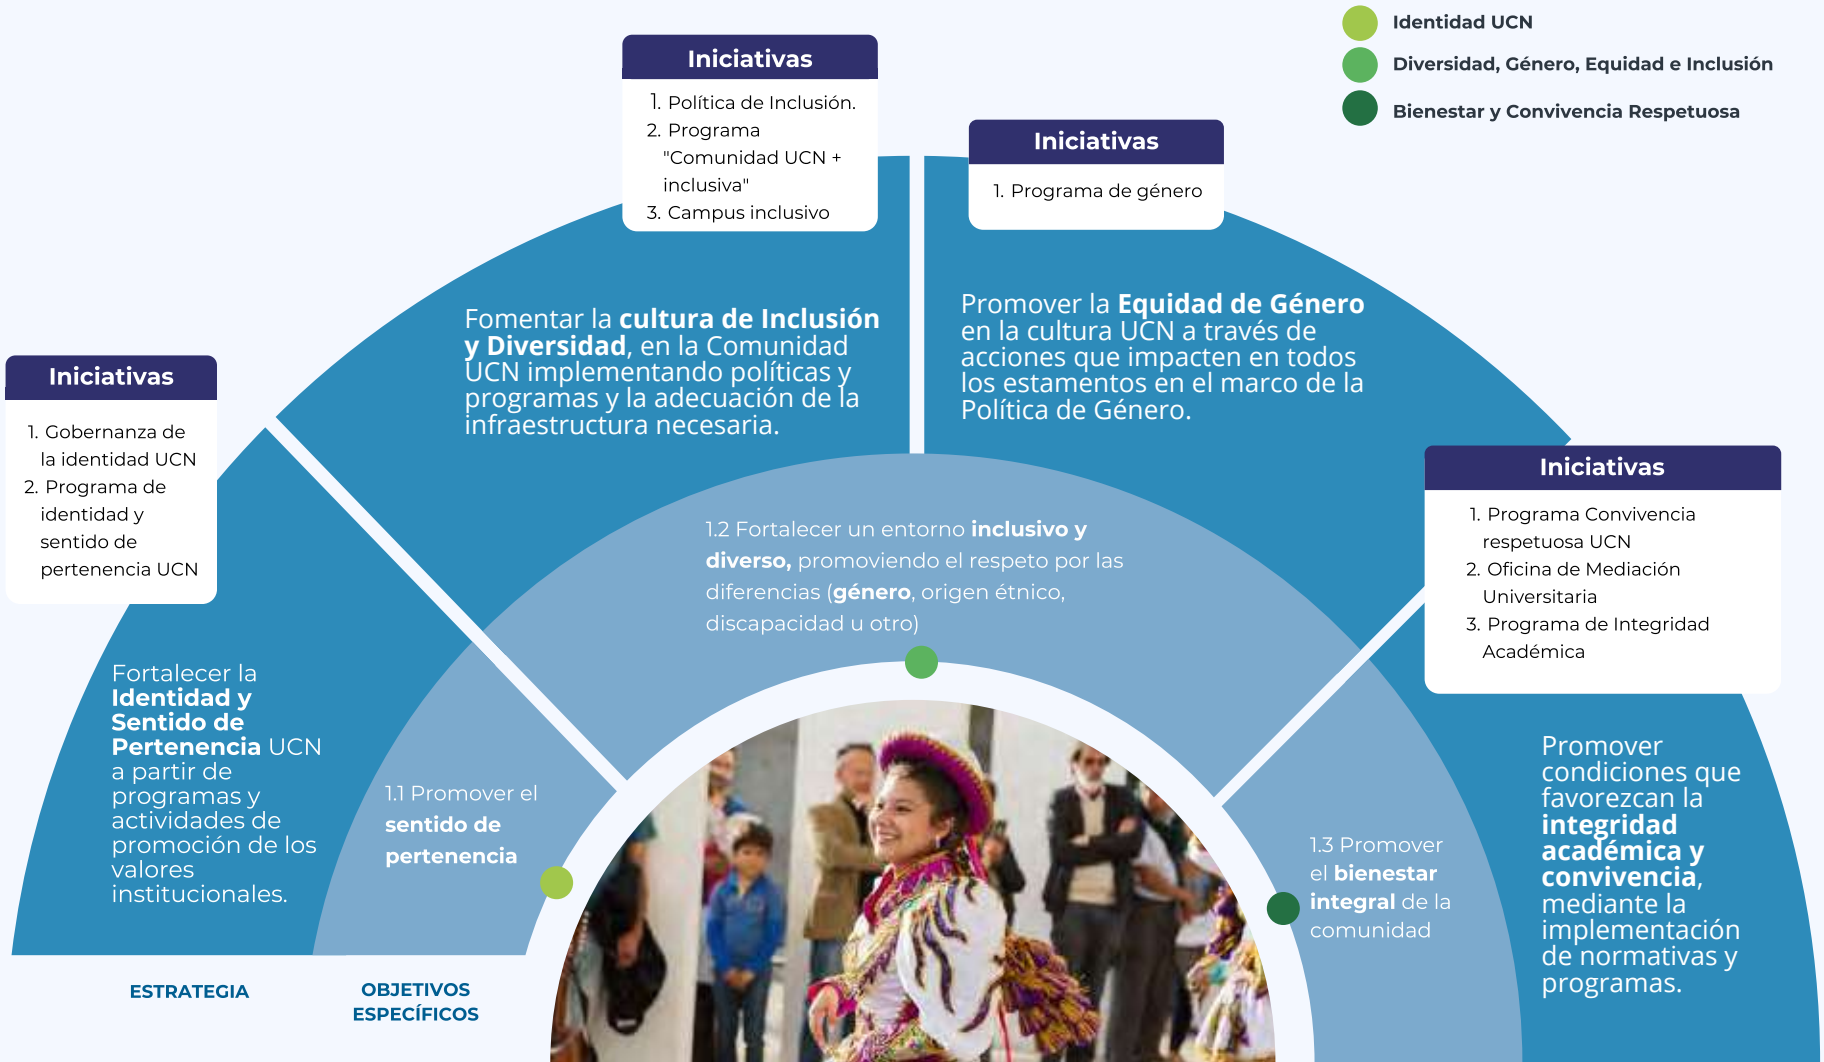 Identidad UCN
Diversidad, Género, Equidad e Inclusión
Bienestar y Convivencia Respetuosa
Iniciativas
1. Política de Inclusión.
2. Programa
"Comunidad UCN +
inclusiva"
3. Campus inclusivo
Iniciativas
1. Programa de género
Fomentar la cultura de Inclusión
y Diversidad, en la Comunidad
UCN implementando políticas y
programas y la adecuación de la
infraestructura necesaria.
Promover la Equidad de Género
en la cultura UCN a través de
acciones que impacten en todos
los estamentos en el marco de la
Política de Género.
Iniciativas
1. Gobernanza de
la identidad UCN
2. Programa de
identidad y
sentido de
pertenencia UCN
Iniciativas
1. Programa Convivencia
respetuosa UCN
2. Oficina de Mediación
Universitaria
3. Programa de Integridad
Académica
1.2 Fortalecer un entorno inclusivo y
diverso, promoviendo el respeto por las
diferencias (género, origen étnico,
discapacidad u otro)
Fortalecer la
Identidad y
Sentido de
Pertenencia UCN
a partir de
programas y
actividades de
promoción de los
valores
institucionales.
1.1 Promover el
sentido de
pertenencia
1.3 Promover
el bienestar
integral de la
comunidad
Promover
condiciones que
favorezcan la
integridad
académica y
convivencia,
mediante la
implementación
de normativas y
programas.
ESTRATEGIA
OBJETIVOS
ESPECÍFICOS